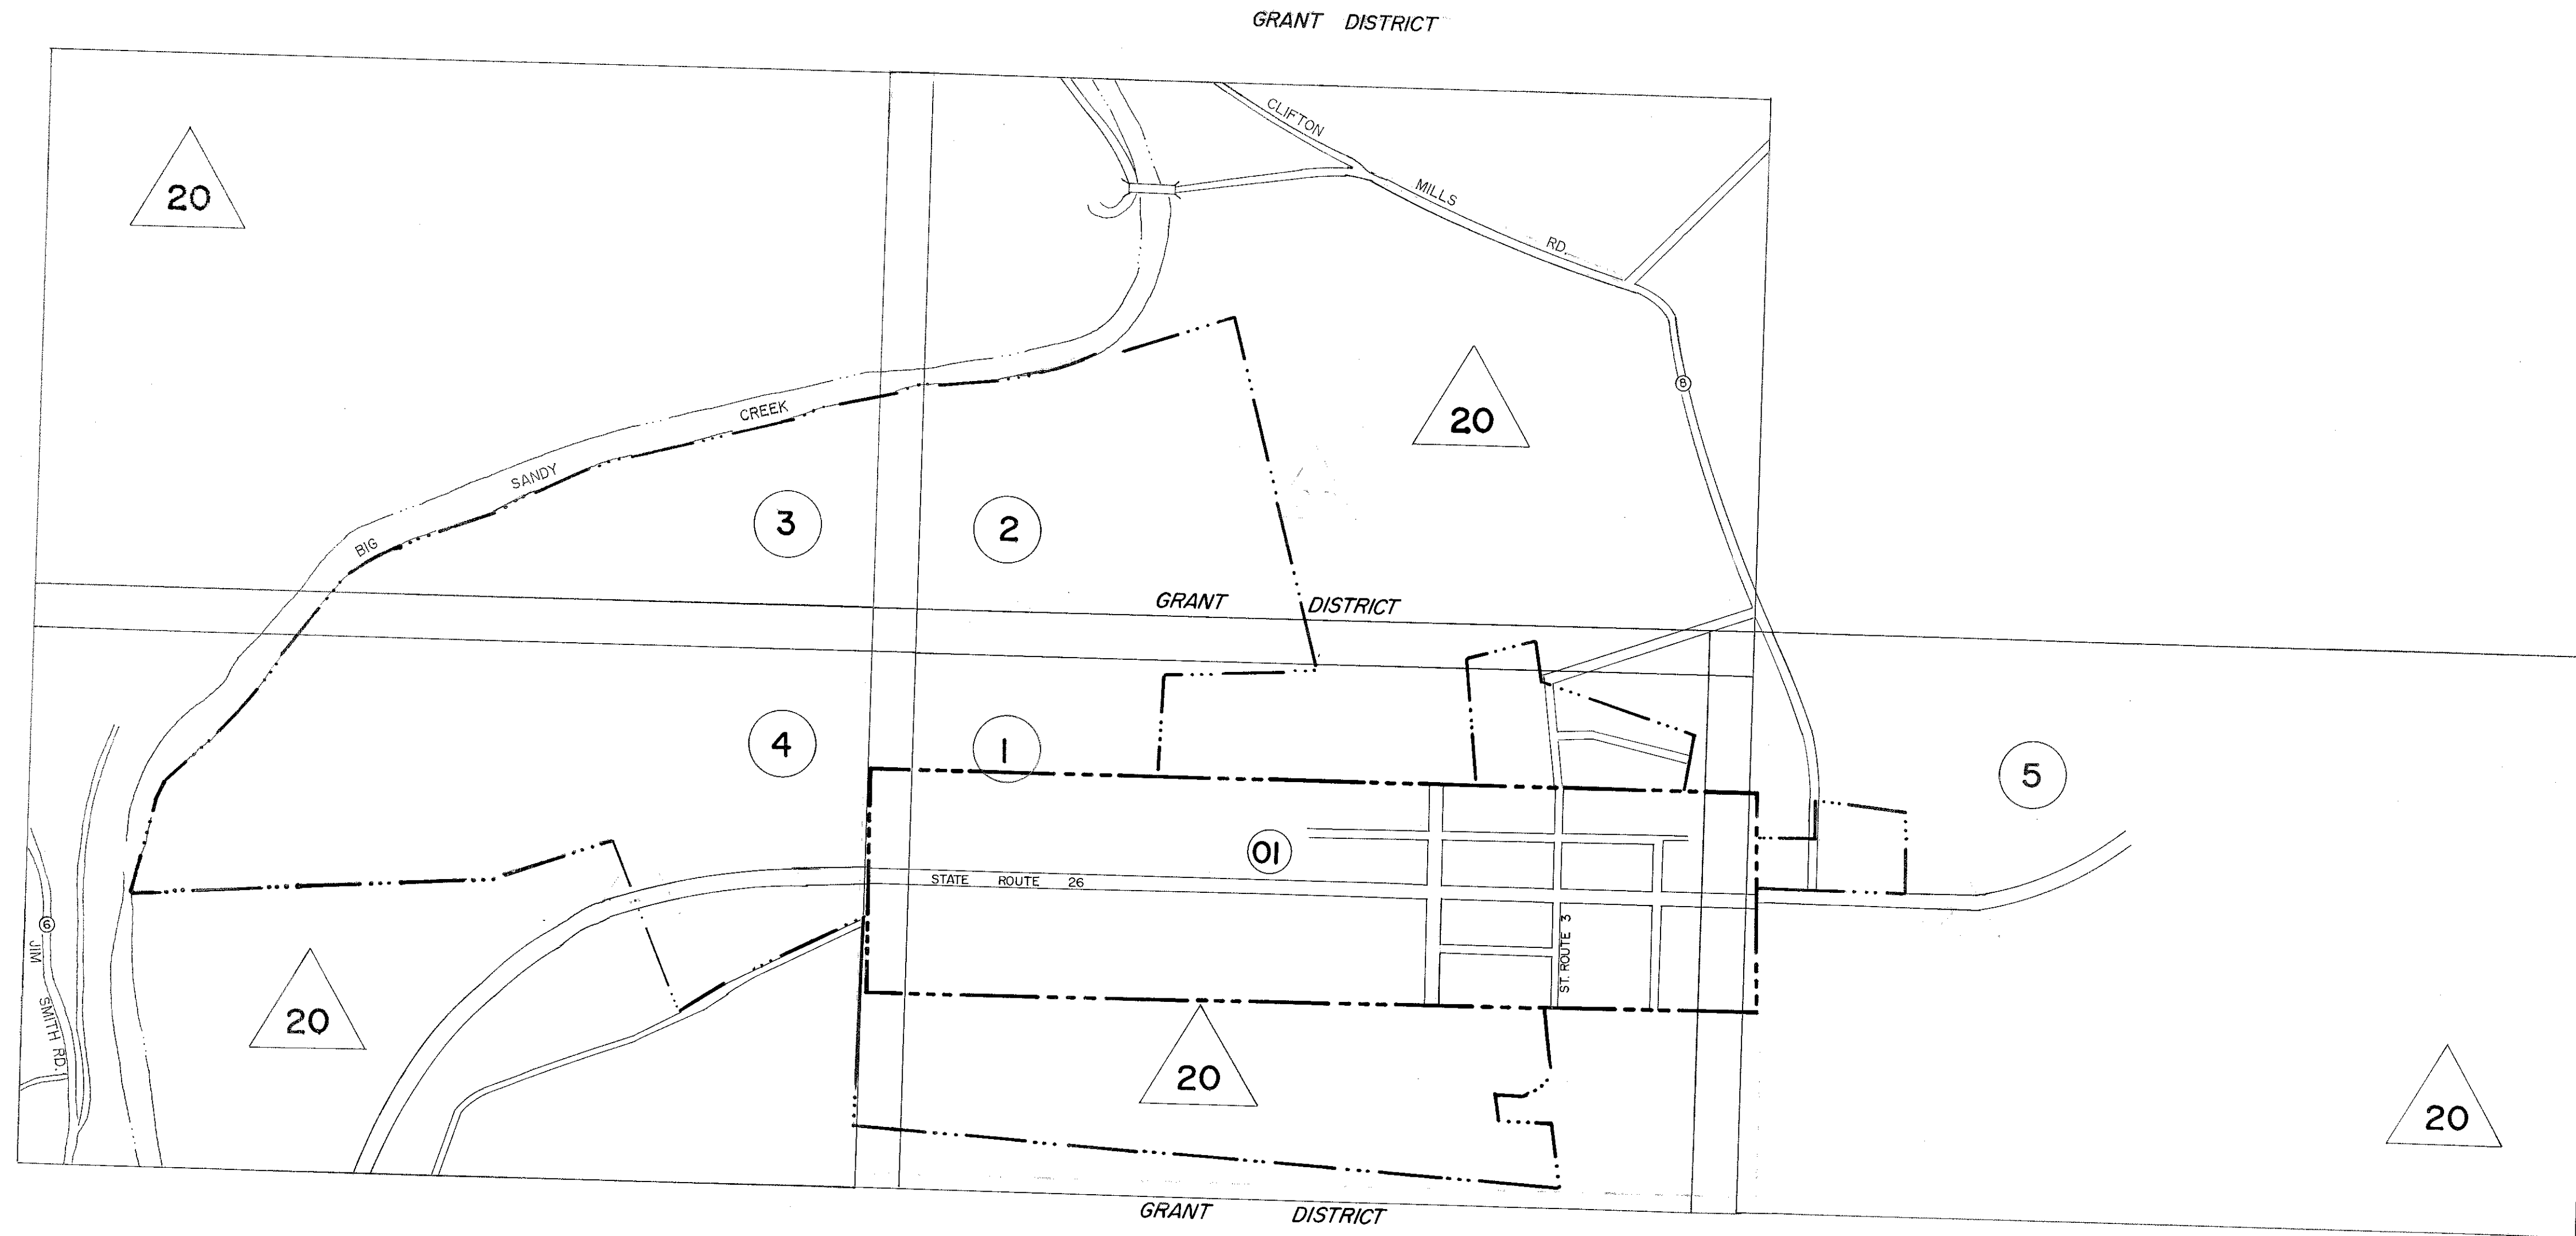 GRANT DISTRICT
CLIFTON
MILLS
RD.
20
8
20
CREEK
SANDY
BIG
3
2
GRANT DISTRICT
4
1
5
01
STATE ROUTE 26
ST. ROUTE 3
6
JIM
SMITH RD.
20
20
20
GRANT DISTRICT